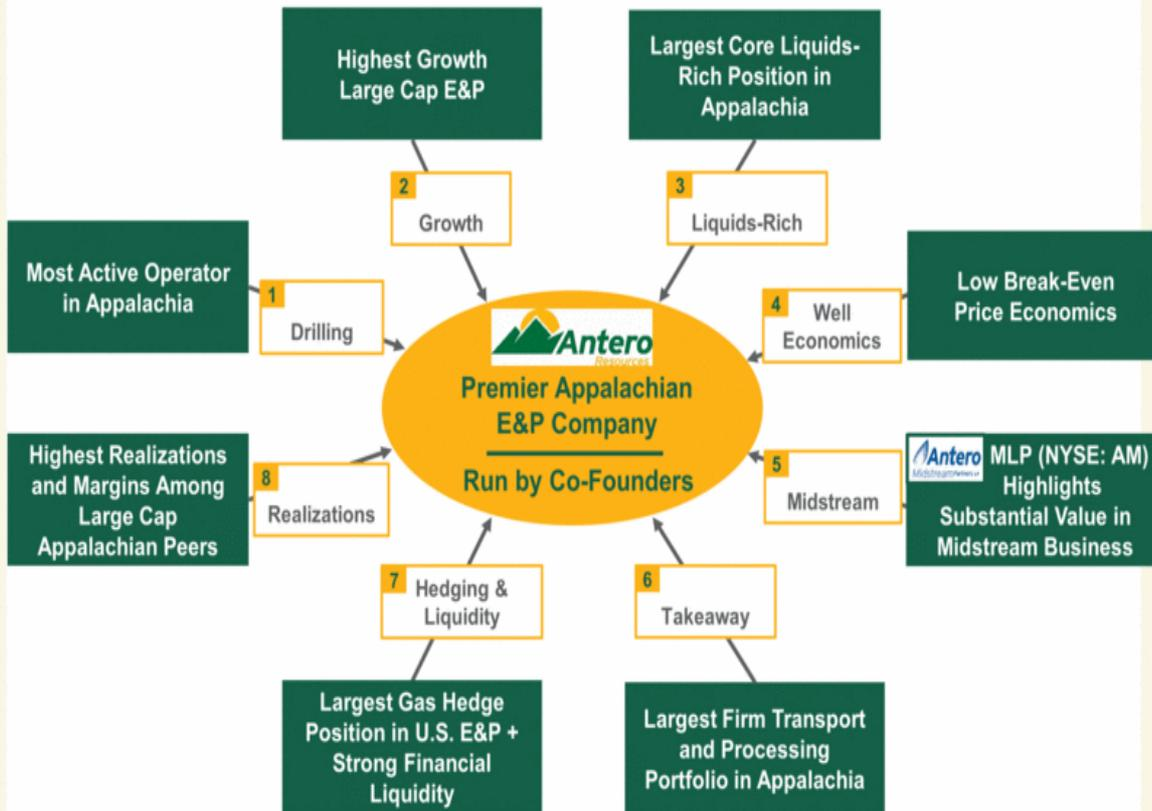 Highest Growth
Large Cap E&P
Largest Core Liquids-
Rich Position in
Appalachia
2
Growth
3
Liquids-Rich
Most Active Operator
in Appalachia
1
Drilling
4
Well
Economics
Low Break-Even
Price Economics
Antero
Resources
Premier Appalachian
E&P Company
Run by Co-Founders
Highest Realizations
and Margins Among
Large Cap
Appalachian Peers
8
Realizations
5
Midstream
Antero
Midstream Partners LP
MLP (NYSE: AM)
Highlights
Substantial Value in
Midstream Business
7
Hedging &
Liquidity
6
Takeaway
Largest Gas Hedge
Position in U.S. E&P +
Strong Financial
Liquidity
Largest Firm Transport
and Processing
Portfolio in Appalachia